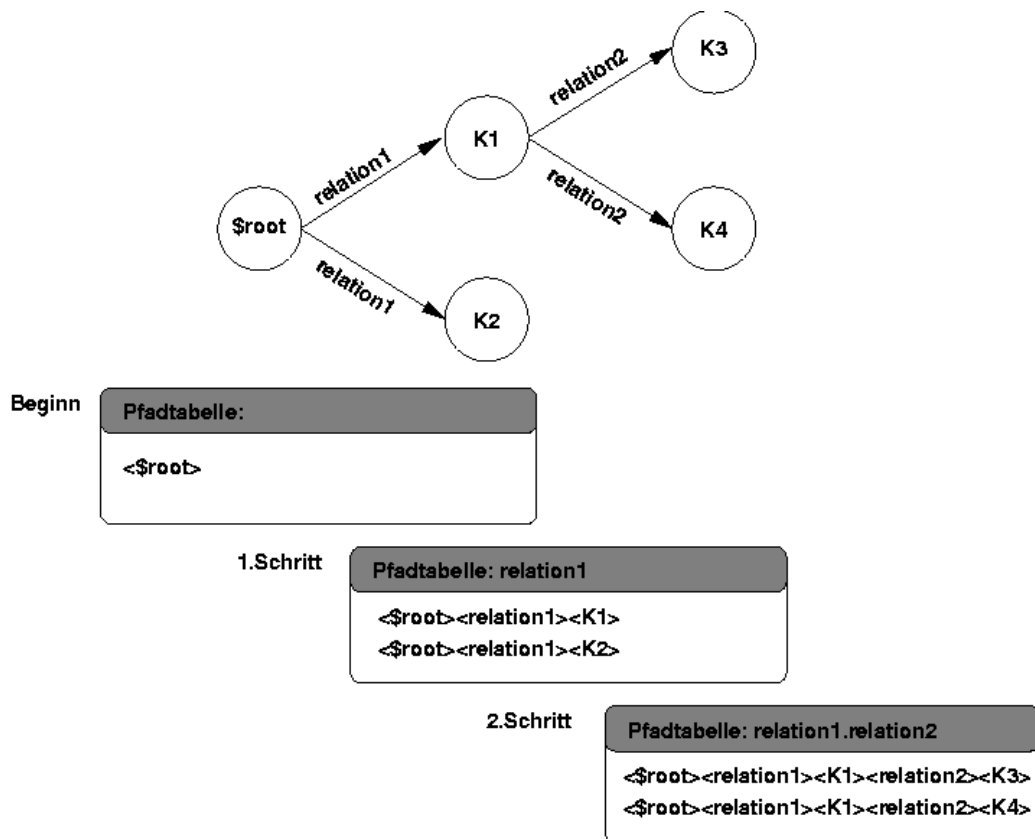 K3
relation2
K1
relation1
relation2
$root
K4
relation1
K2
Beginn
Pfadtabelle:
<$root>
1.Schritt
Pfadtabelle: relation1
<$root><relation1><K1>
<$root><relation1><K2>
2.Schritt
Pfadtabelle: relation1.relation2
<$root><relation1><K1><relation2><K3>
<$root><relation1><K1><relation2><K4>